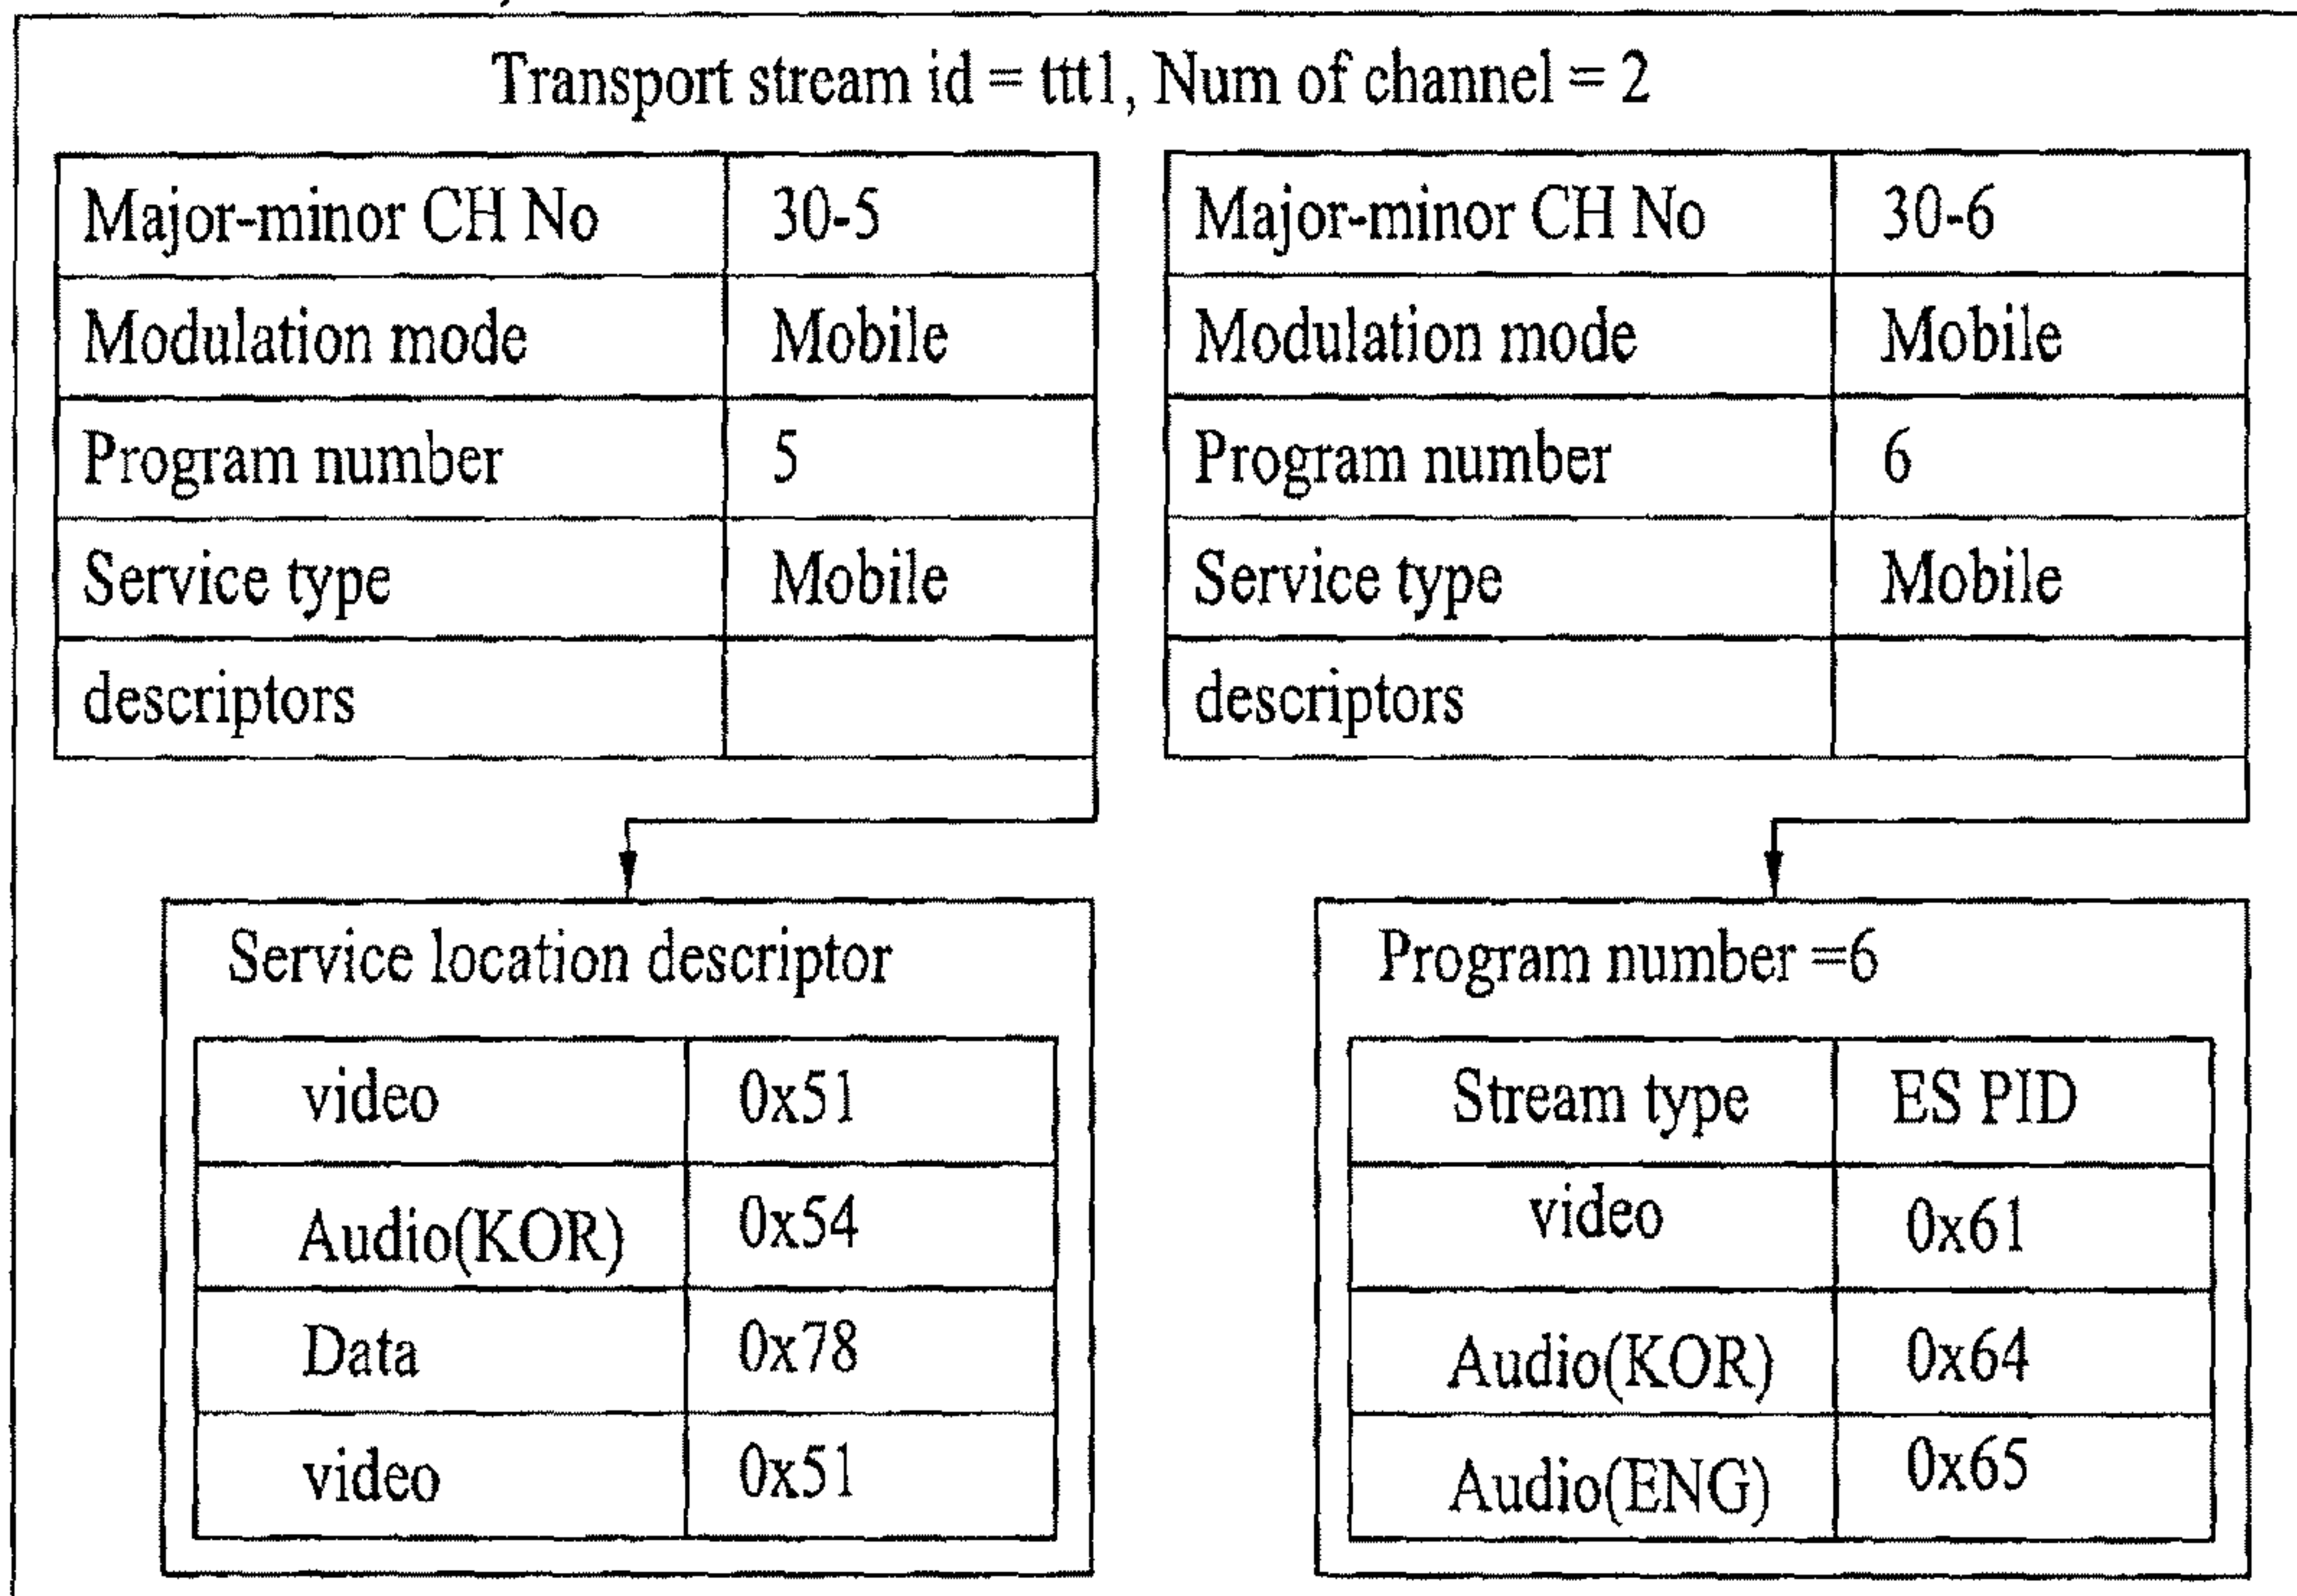 Transport stream id = ttt1, Num of channel = 2
Major-minor CH No 30-5
Modulation mode Mobile
Program number 5
Service type Mobile
descriptors
Major-minor CH No 30-6
Modulation mode Mobile
Program number 6
Service type Mobile
descriptors
Service location descriptor
video 0x51
Audio(KOR) 0x54
Data 0x78
video 0x51
Program number =6
Stream type ES PID
video 0x61
Audio(KOR) 0x64
Audio(ENG) 0x65